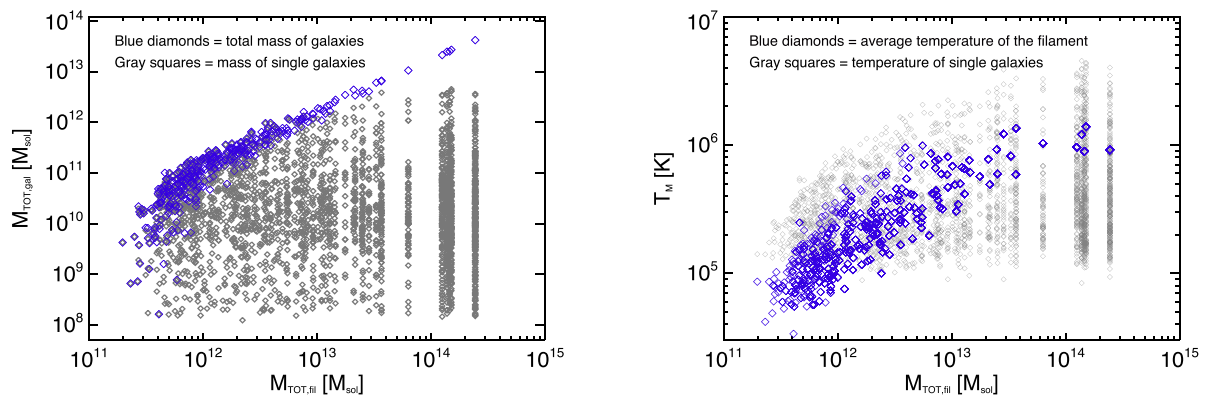 10^14
10^13
10^12
10^11
10^10
10^9
10^8
M_TOT,gal [M_sol]
Blue diamonds = total mass of galaxies
Gray squares = mass of single galaxies
10^11 10^12 10^13 10^14 10^15
M_TOT,fil [M_sol]
10^7
10^6
10^5
T_M [K]
Blue diamonds = average temperature of the filament
Gray squares = temperature of single galaxies
10^11 10^12 10^13 10^14 10^15
M_TOT,fil [M_sol]